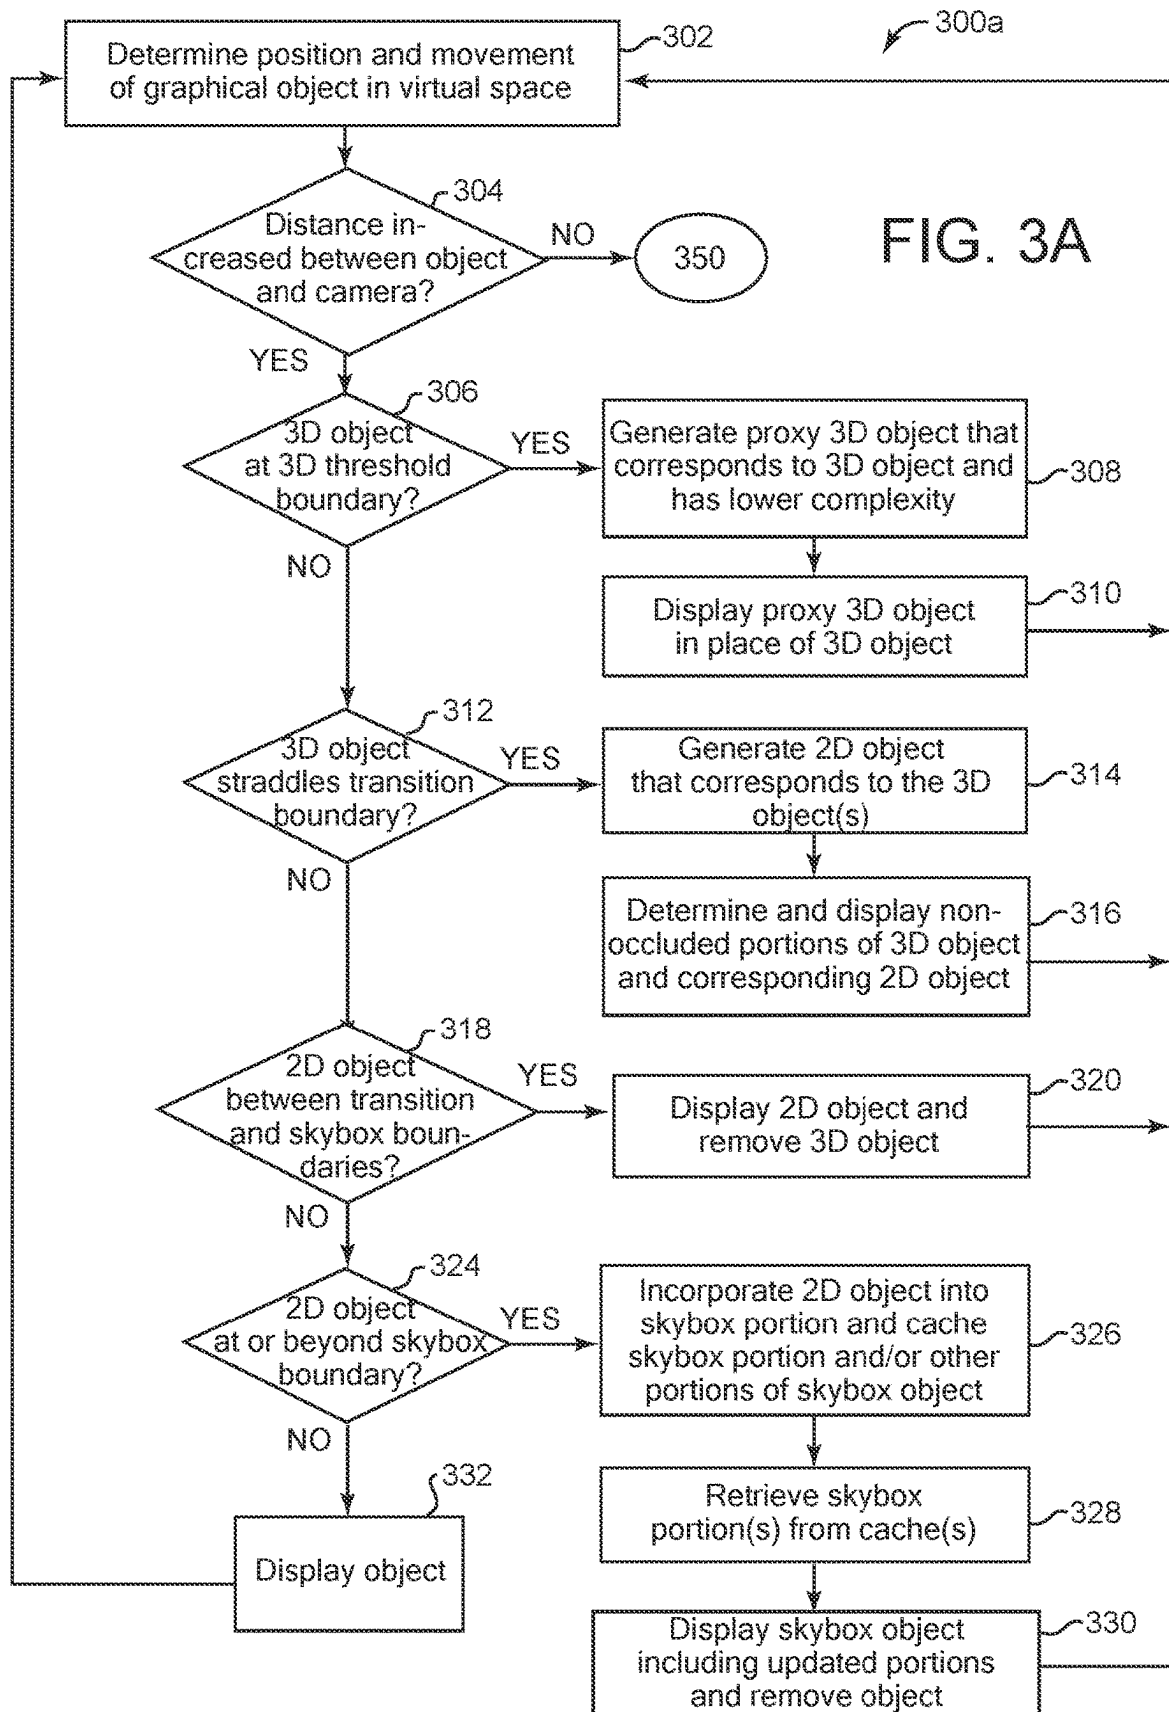 300a
302
Determine position and movement
of graphical object in virtual space
304
Distance in-
creased between object
and camera?
NO
350
FIG. 3A
YES
306
3D object
at 3D threshold
boundary?
YES
Generate proxy 3D object that
corresponds to 3D object and
has lower complexity
308
NO
Display proxy 3D object
in place of 3D object
310
312
3D object
straddles transition
boundary?
YES
Generate 2D object
that corresponds to the 3D
object(s)
314
NO
Determine and display non-
occluded portions of 3D object
and corresponding 2D object
316
318
2D object
between transition
and skybox boun-
daries?
YES
Display 2D object and
remove 3D object
320
NO
324
2D object
at or beyond skybox
boundary?
YES
Incorporate 2D object into
skybox portion and cache
skybox portion and/or other
portions of skybox object
326
NO
332
Display object
Retrieve skybox
portion(s) from cache(s)
328
Display skybox object
including updated portions
and remove object
330